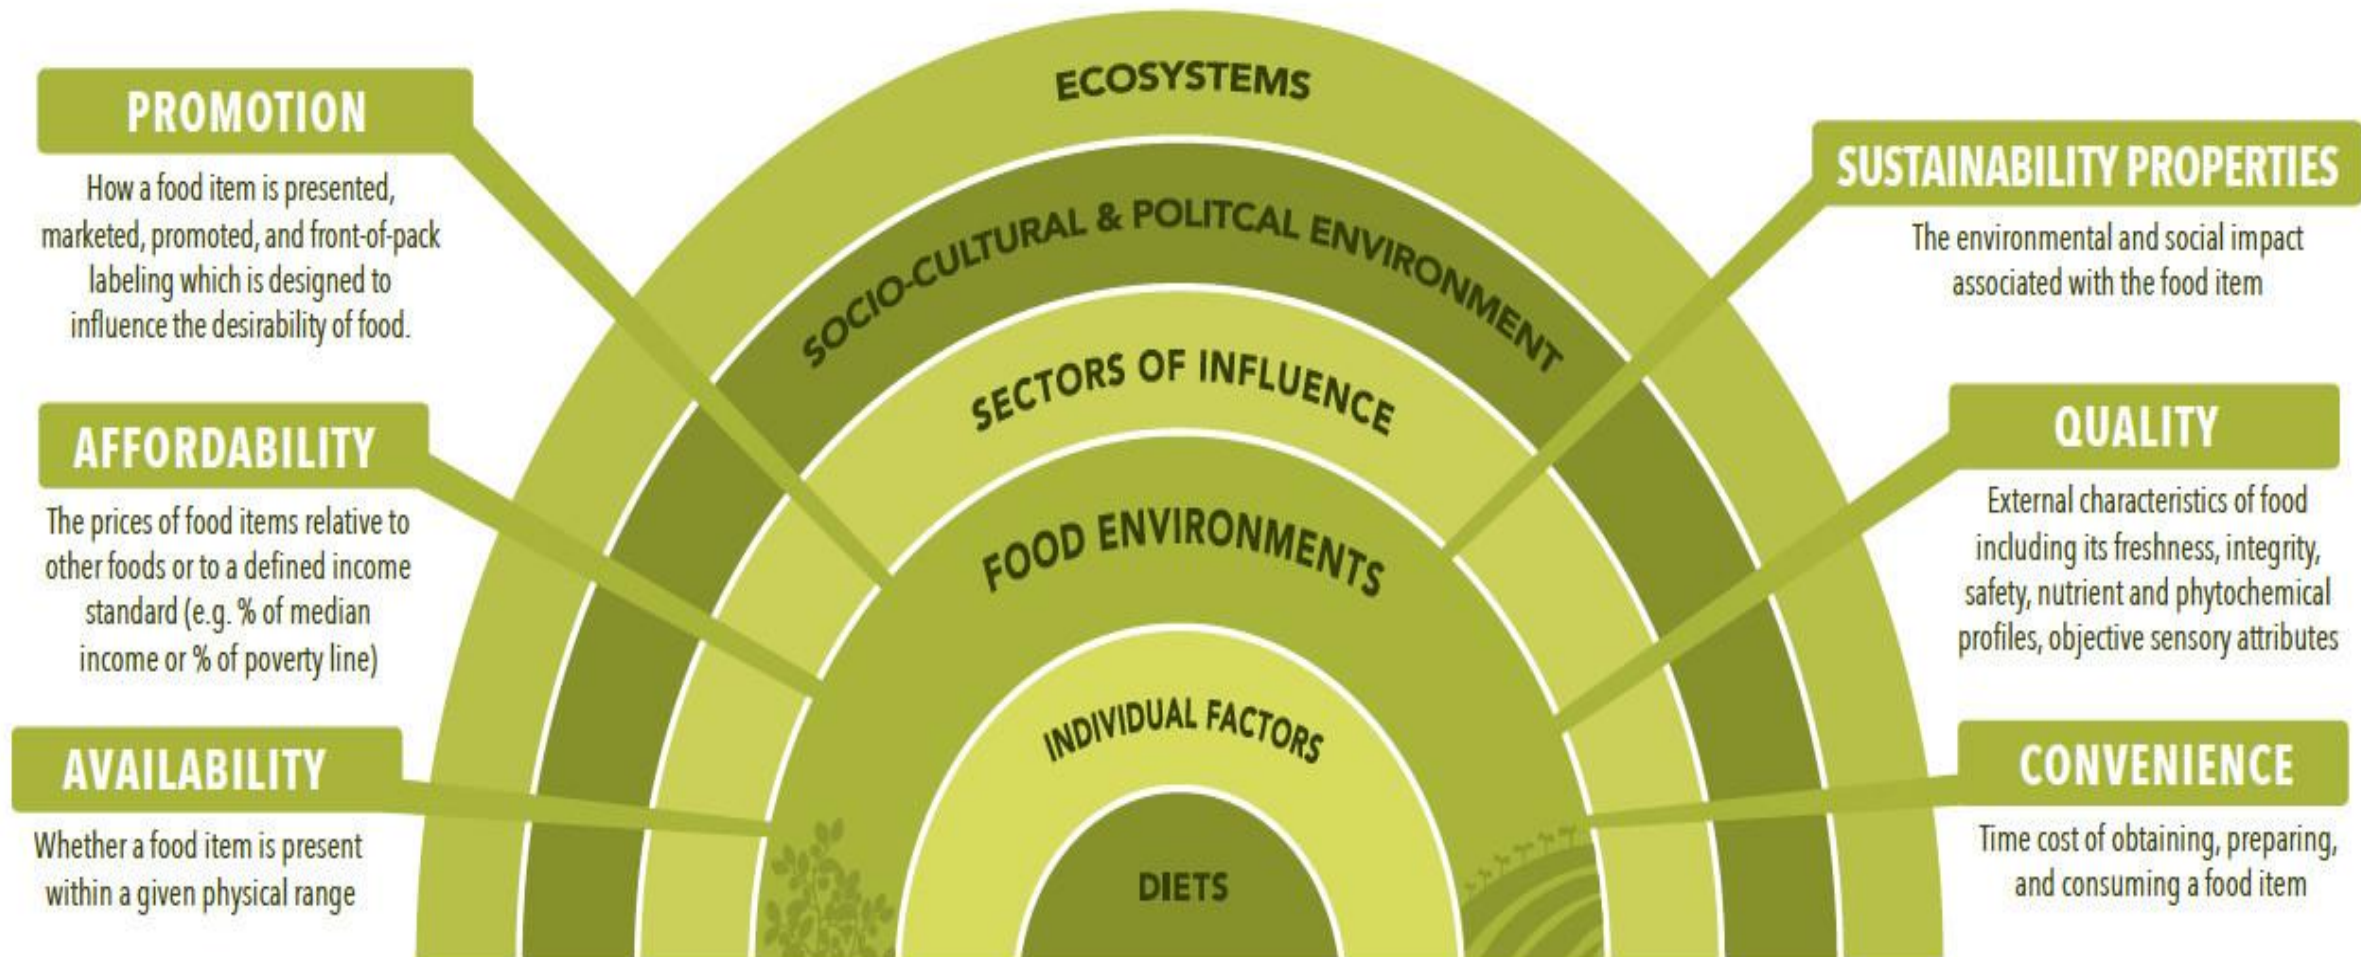 ECOSYSTEMS
SOCIO-CULTURAL & POLITCAL ENVIRONMENT
SECTORS OF INFLUENCE
FOOD ENVIRONMENTS
INDIVIDUAL FACTORS
DIETS
PROMOTION
How a food item is presented,
marketed, promoted, and front-of-pack
labeling which is designed to
influence the desirability of food.
AFFORDABILITY
The prices of food items relative to
other foods or to a defined income
standard (e.g. % of median
income or % of poverty line)
AVAILABILITY
Whether a food item is present
within a given physical range
SUSTAINABILITY PROPERTIES
The environmental and social impact
associated with the food item
QUALITY
External characteristics of food
including its freshness, integrity,
safety, nutrient and phytochemical
profiles, objective sensory attributes
CONVENIENCE
Time cost of obtaining, preparing,
and consuming a food item